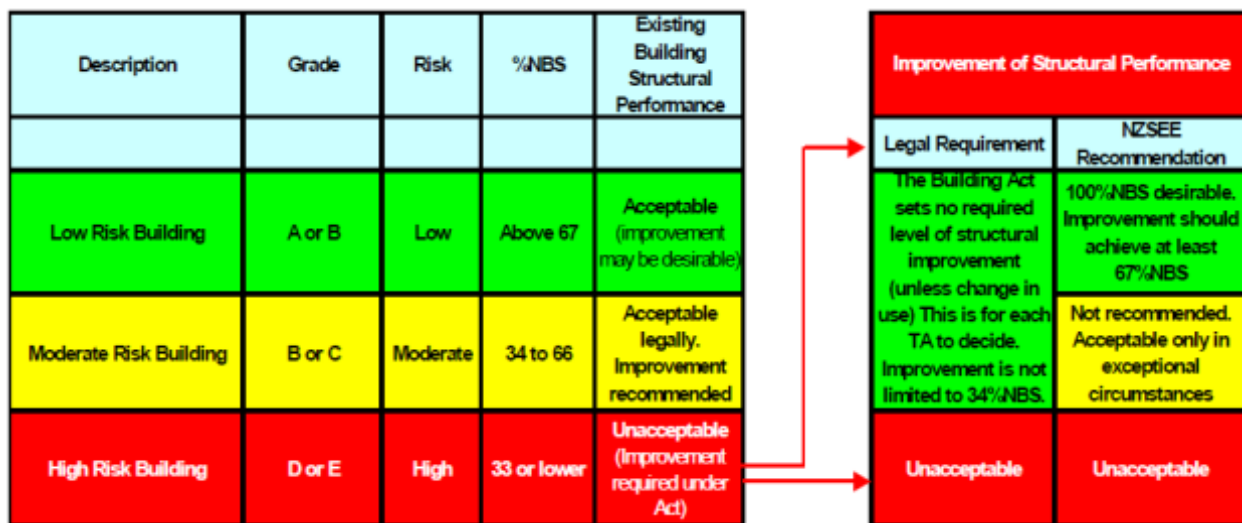 Description
Grade
Risk
%NBS
Existing
Building
Structural
Performance
Low Risk Building
A or B
Low
Above 67
Acceptable
(improvement
may be desirable)
Moderate Risk Building
B or C
Moderate
34 to 66
Acceptable
legally.
Improvement
recommended
High Risk Building
D or E
High
33 or lower
Unacceptable
(Improvement
required under
Act)
Improvement of Structural Performance
Legal Requirement
NZSEE
Recommendation
The Building Act
sets no required
level of structural
improvement
(unless change in
use) This is for each
TA to decide.
Improvement is not
limited to 34%NBS.
100%NBS desirable.
Improvement should
achieve at least
67%NBS
Not recommended.
Acceptable only in
exceptional
circumstances
Unacceptable
Unacceptable